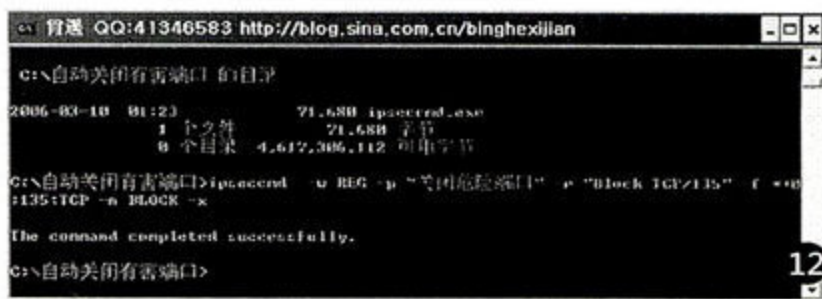 背遇 QQ:41346583 http://blog.sina.com.cn/binghexijian
C:\自动关闭有害端口 的目录
2006-03-10 01:23 71,680 ipseccmd.exe
1 个文件 71,680 字节
0 个目录 4,617,306,112 可用字节
C:\自动关闭有害端口>ipseccmd -w REG -p "关闭危险端口" -r "Block TCP/135" -f *+0
:135:TCP -n BLOCK -x
The command completed successfully.
C:\自动关闭有害端口>
12